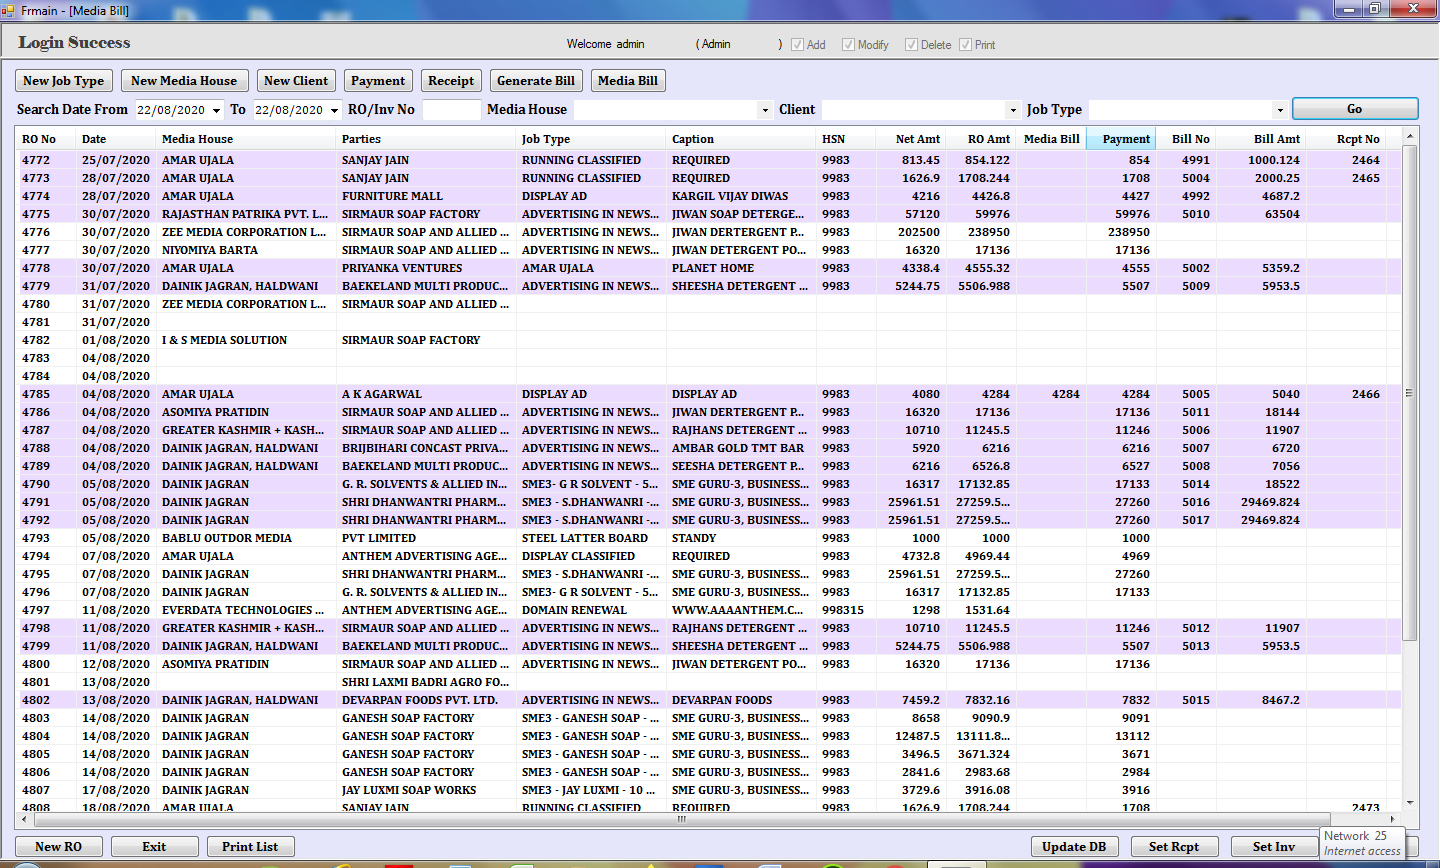 Frmain - [Media Bill]
Login Success Welcome admin ( Admin ) Add Modify Delete Print
New Job Type New Media House New Client Payment Receipt Generate Bill Media Bill
Search Date From 22/08/2020 To 22/08/2020 RO/Inv No Media House Client Job Type Go
RO No Date Media House Parties Job Type Caption HSN Net Amt RO Amt Media Bill Payment Bill No Bill Amt Rcpt No
4772 25/07/2020 AMAR UJALA SANJAY JAIN RUNNING CLASSIFIED REQUIRED 9983 813.45 854.122 854 4991 1000.124 2464
4773 28/07/2020 AMAR UJALA SANJAY JAIN RUNNING CLASSIFIED REQUIRED 9983 1626.9 1708.244 1708 5004 2000.25 2465
4774 28/07/2020 AMAR UJALA FURNITURE MALL DISPLAY AD KARGIL VIJAY DIWAS 9983 4216 4426.8 4427 4992 4687.2
4775 30/07/2020 RAJASTHAN PATRIKA PVT. L... SIRMAUR SOAP FACTORY ADVERTISING IN NEWS... JIWAN SOAP DETERGE... 9983 57120 59976 59976 5010 63504
4776 30/07/2020 ZEE MEDIA CORPORATION L... SIRMAUR SOAP AND ALLIED ... ADVERTISING IN NEWS... JIWAN DERTERGENT P... 9983 202500 238950 238950
4777 30/07/2020 NIYOMIYA BARTA SIRMAUR SOAP AND ALLIED ... ADVERTISING IN NEWS... JIWAN DETERGENT PO... 9983 16320 17136 17136
4778 30/07/2020 AMAR UJALA PRIYANKA VENTURES AMAR UJALA PLANET HOME 9983 4338.4 4555.32 4555 5002 5359.2
4779 31/07/2020 DAINIK JAGRAN, HALDWANI BAEKELAND MULTI PRODUC... ADVERTISING IN NEWS... SHEESHA DETERGENT ... 9983 5244.75 5506.988 5507 5009 5953.5
4780 31/07/2020 ZEE MEDIA CORPORATION L... SIRMAUR SOAP AND ALLIED ...
4781 31/07/2020
4782 01/08/2020 I & S MEDIA SOLUTION SIRMAUR SOAP FACTORY
4783 04/08/2020
4784 04/08/2020
4785 04/08/2020 AMAR UJALA A K AGARWAL DISPLAY AD DISPLAY AD 9983 4080 4284 4284 4284 5005 5040 2466
4786 04/08/2020 ASOMIYA PRATIDIN SIRMAUR SOAP AND ALLIED ... ADVERTISING IN NEWS... JIWAN DERTERGENT P... 9983 16320 17136 17136 5011 18144
4787 04/08/2020 GREATER KASHMIR + KASH... SIRMAUR SOAP AND ALLIED ... ADVERTISING IN NEWS... RAJHANS DETERGENT ... 9983 10710 11245.5 11246 5006 11907
4788 04/08/2020 DAINIK JAGRAN, HALDWANI BRIJBIHARI CONCAST PRIVA... ADVERTISING IN NEWS... AMBAR GOLD TMT BAR 9983 5920 6216 6216 5007 6720
4789 04/08/2020 DAINIK JAGRAN, HALDWANI BAEKELAND MULTI PRODUC... ADVERTISING IN NEWS... SEESHA DETERGENT P... 9983 6216 6526.8 6527 5008 7056
4790 05/08/2020 DAINIK JAGRAN G. R. SOLVENTS & ALLIED IN... SME3- G R SOLVENT - 5... SME GURU-3, BUSINESS... 9983 16317 17132.85 17133 5014 18522
4791 05/08/2020 DAINIK JAGRAN SHRI DHANWANTRI PHARM... SME3 - S.DHANWANRI -... SME GURU-3, BUSINESS... 9983 25961.51 27259.5... 27260 5016 29469.824
4792 05/08/2020 DAINIK JAGRAN SHRI DHANWANTRI PHARM... SME3 - S.DHANWANRI -... SME GURU-3, BUSINESS... 9983 25961.51 27259.5... 27260 5017 29469.824
4793 05/08/2020 BABLU OUTDOR MEDIA PVT LIMITED STEEL LATTER BOARD STANDY 9983 1000 1000 1000
4794 07/08/2020 AMAR UJALA ANTHEM ADVERTISING AGE... DISPLAY CLASSIFIED REQUIRED 9983 4732.8 4969.44 4969
4795 07/08/2020 DAINIK JAGRAN SHRI DHANWANTRI PHARM... SME3 - S.DHANWANRI -... SME GURU-3, BUSINESS... 9983 25961.51 27259.5... 27260
4796 07/08/2020 DAINIK JAGRAN G. R. SOLVENTS & ALLIED IN... SME3- G R SOLVENT - 5... SME GURU-3, BUSINESS... 9983 16317 17132.85 17133
4797 11/08/2020 EVERDATA TECHNOLOGIES ... ANTHEM ADVERTISING AGE... DOMAIN RENEWAL WWW.AAAANTHEM.C... 998315 1298 1531.64
4798 11/08/2020 GREATER KASHMIR + KASH... SIRMAUR SOAP AND ALLIED ... ADVERTISING IN NEWS... RAJHANS DETERGENT ... 9983 10710 11245.5 11246 5012 11907
4799 11/08/2020 DAINIK JAGRAN, HALDWANI BAEKELAND MULTI PRODUC... ADVERTISING IN NEWS... SHEESHA DETERGENT ... 9983 5244.75 5506.988 5507 5013 5953.5
4800 12/08/2020 ASOMIYA PRATIDIN SIRMAUR SOAP AND ALLIED ... ADVERTISING IN NEWS... JIWAN DETERGENT PO... 9983 16320 17136 17136
4801 13/08/2020 SHRI LAXMI BADRI AGRO FO...
4802 13/08/2020 DAINIK JAGRAN, HALDWANI DEVARPAN FOODS PVT. LTD. ADVERTISING IN NEWS... DEVARPAN FOODS 9983 7459.2 7832.16 7832 5015 8467.2
4803 14/08/2020 DAINIK JAGRAN GANESH SOAP FACTORY SME3 - GANESH SOAP - ... SME GURU-3, BUSINESS... 9983 8658 9090.9 9091
4804 14/08/2020 DAINIK JAGRAN GANESH SOAP FACTORY SME3 - GANESH SOAP - ... SME GURU-3, BUSINESS... 9983 12487.5 13111.8... 13112
4805 14/08/2020 DAINIK JAGRAN GANESH SOAP FACTORY SME3 - GANESH SOAP - ... SME GURU-3, BUSINESS... 9983 3496.5 3671.324 3671
4806 14/08/2020 DAINIK JAGRAN GANESH SOAP FACTORY SME3 - GANESH SOAP - ... SME GURU-3, BUSINESS... 9983 2841.6 2983.68 2984
4807 17/08/2020 DAINIK JAGRAN JAY LUXMI SOAP WORKS SME3 - JAY LUXMI - 10 ... SME GURU-3, BUSINESS... 9983 3729.6 3916.08 3916
4808 18/08/2020 AMAR UJALA SANJAY JAIN RUNNING CLASSIFIED REQUIRED 9983 1626.9 1708.244 1708 2473
New RO Exit Print List Update DB Set Rcpt Set Inv
Network 25
Internet access